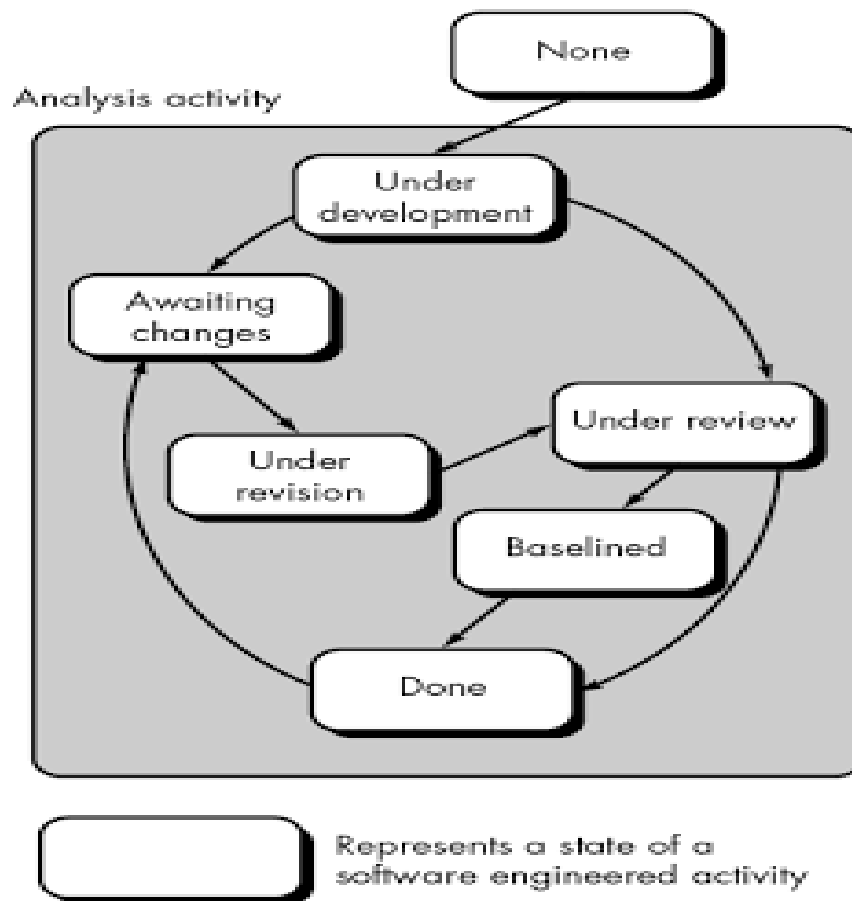 None
Analysis activity
Under
development
Awaiting
changes
Under review
Under
revision
Baselined
Done
Represents a state of a
software engineered activity